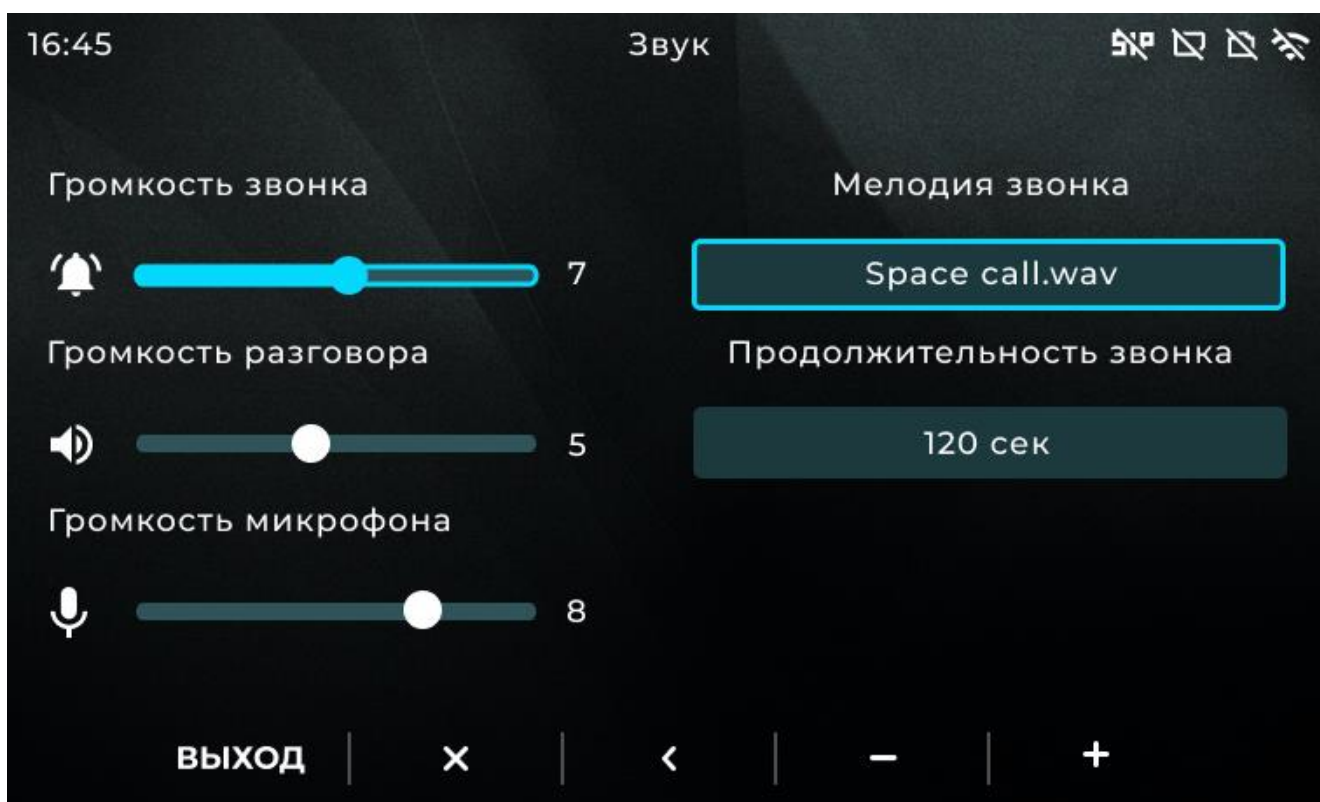 16:45
Звук
SIP
Громкость звонка
7
Мелодия звонка
Space call.wav
Громкость разговора
5
Продолжительность звонка
120 сек
Громкость микрофона
8
ВЫХОД